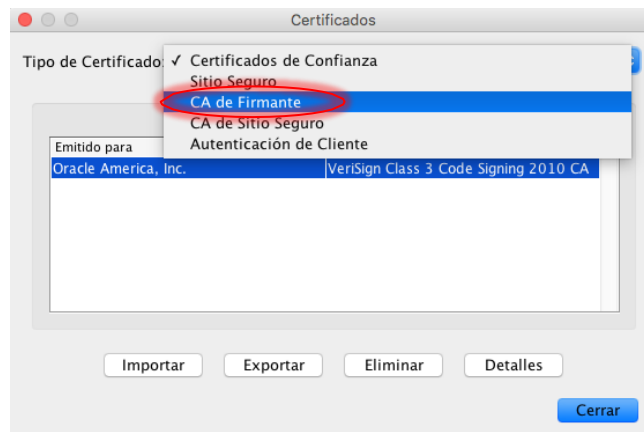 Certificados
Tipo de Certificado: ✓ Certificados de Confianza
Sitio Seguro
CA de Firmante
CA de Sitio Seguro
Autenticación de Cliente
Emitido para
Oracle America, Inc. VeriSign Class 3 Code Signing 2010 CA
Importar Exportar Eliminar Detalles
Cerrar